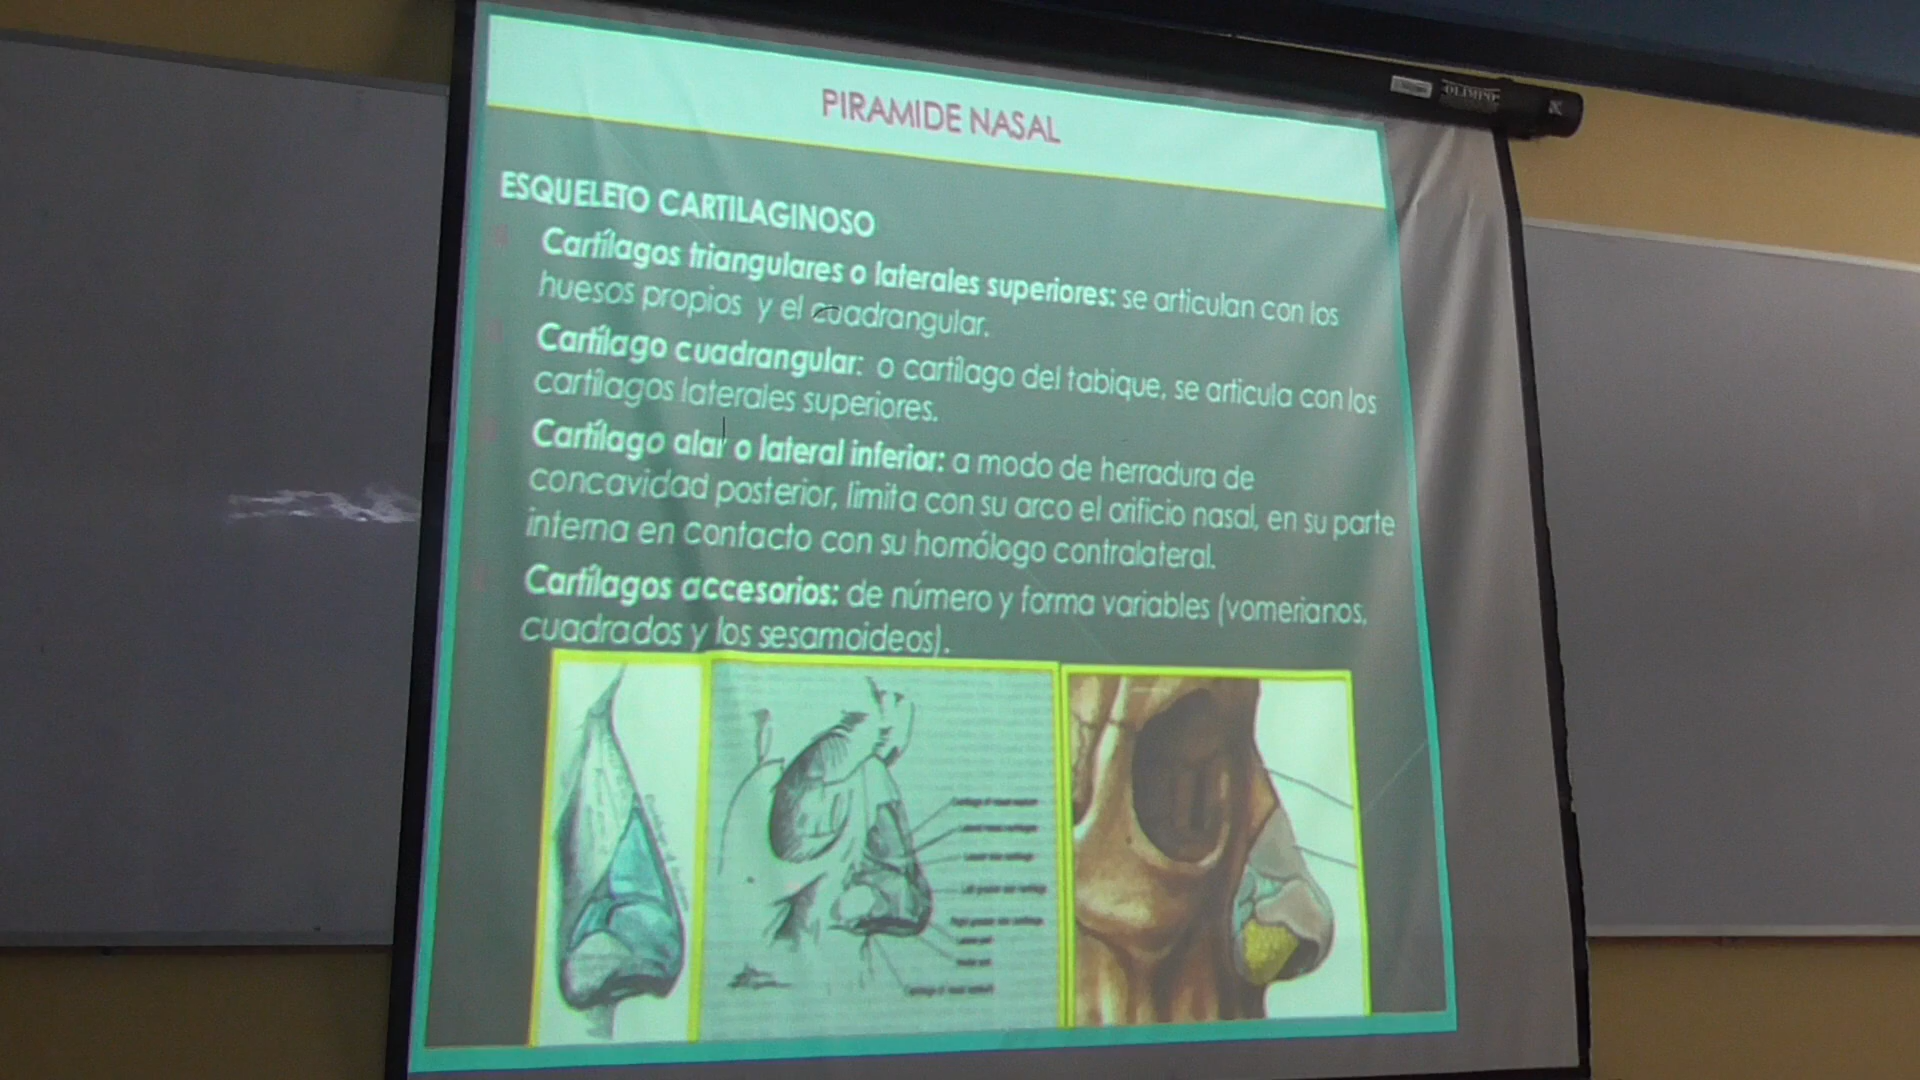 OLIMPO
PIRAMIDE NASAL
ESQUELETO CARTILAGINOSO
Cartílagos triangulares o laterales superiores: se articulan con los
huesos propios y el cuadrangular.
Cartílago cuadrangular: o cartílago del tabique, se articula con los
cartílagos laterales superiores.
Cartílago alar o lateral inferior: a modo de herradura de
concavidad posterior, limita con su arco el orificio nasal, en su parte
interna en contacto con su homólogo contralateral.
Cartílagos accesorios: de número y forma variables (vomerianos,
cuadrados y los sesamoideos).